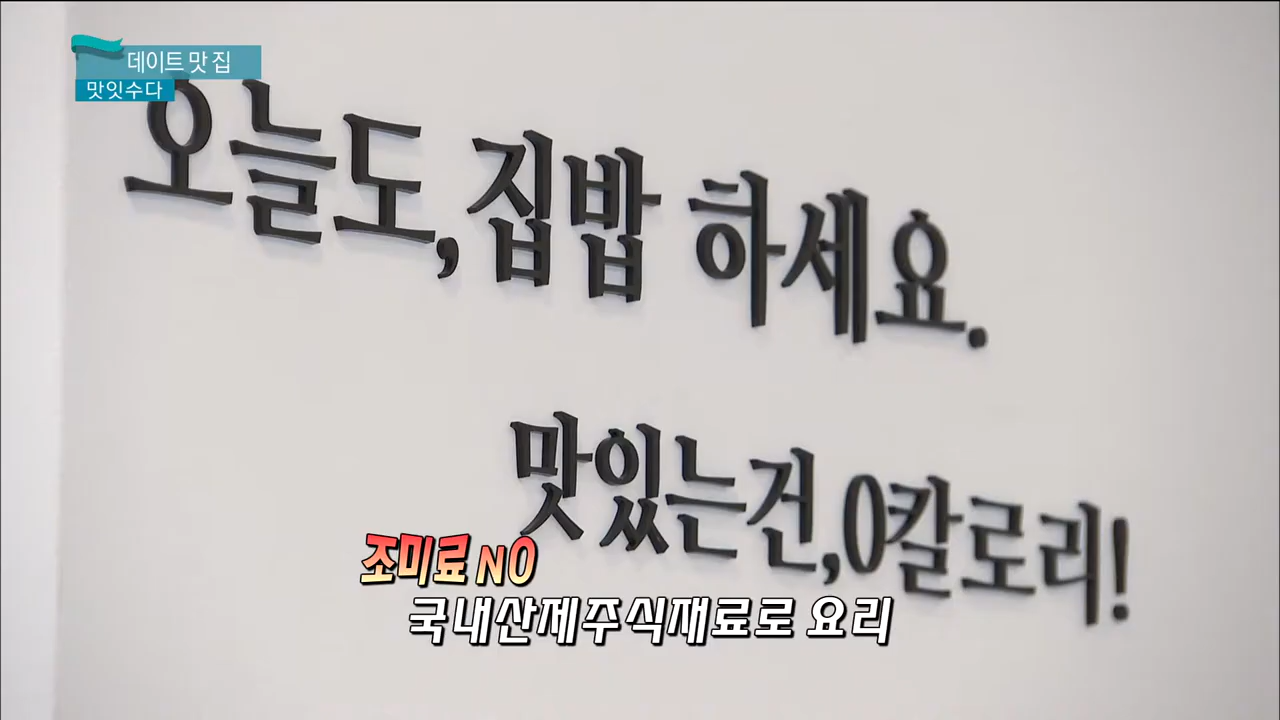 데이트 맛집
맛잇수다
오늘도, 집밥 하세요.
맛있는건, 0칼로리!
조미료 NO
국내산제주식재료로 요리